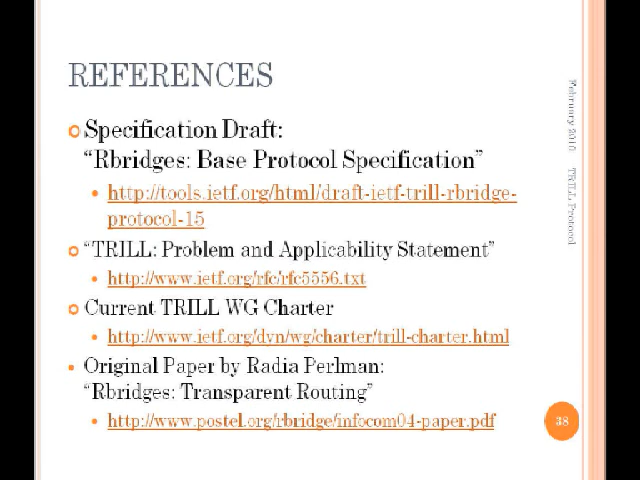 REFERENCES
Specification Draft:
“Rbridges: Base Protocol Specification”
http://tools.ietf.org/html/draft-ietf-trill-rbridge-
protocol-15
“TRILL: Problem and Applicability Statement”
http://www.ietf.org/rfc/rfc5556.txt
Current TRILL WG Charter
http://www.ietf.org/dyn/wg/charter/trill-charter.html
Original Paper by Radia Perlman:
“Rbridges: Transparent Routing”
http://www.postel.org/rbridge/infocom04-paper.pdf
February 2010 TRILL Protocol
38